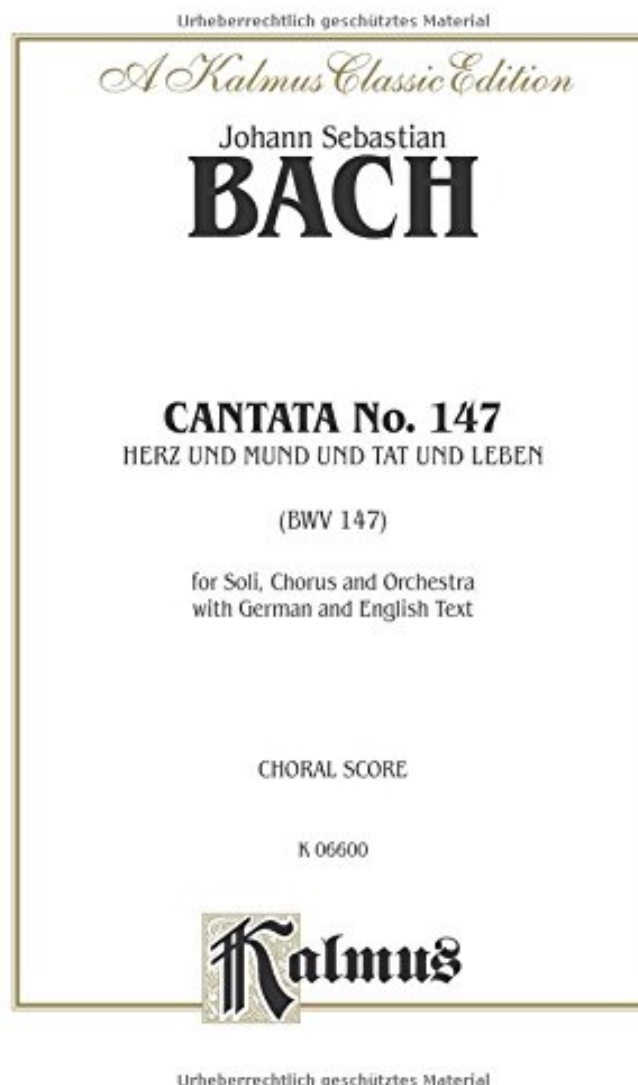 Urheberrechtlich geschütztes Material
A Kalmus Classic Edition
Johann Sebastian
BACH
CANTATA No. 147
HERZ UND MUND UND TAT UND LEBEN
(BWV 147)
for Soli, Chorus and Orchestra
with German and English Text
CHORAL SCORE
K 06600
Kalmus
Urheberrechtlich geschütztes Material